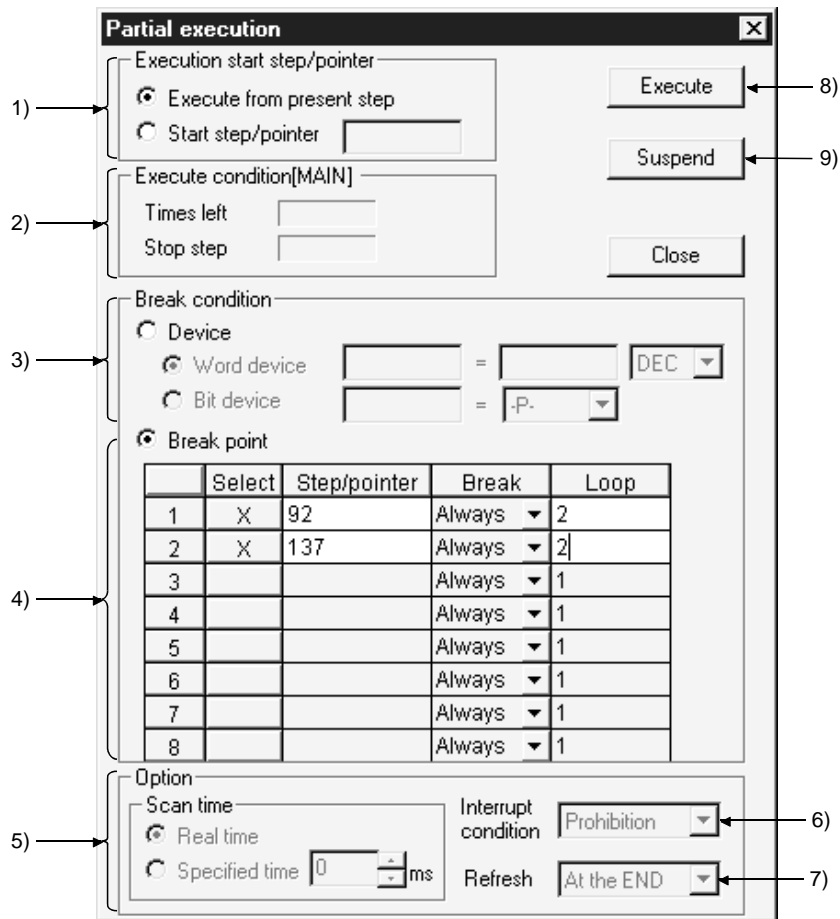 Partial execution
Execution start step/pointer
1)
Execute from present step
Start step/pointer
Execute
8)
Suspend
9)
Execute condition[MAIN]
2)
Times left
Stop step
Close
Break condition
3)
Device
Word device = DEC
Bit device = -P-
4)
Break point
Select Step/pointer Break Loop
1 X 92 Always 2
2 X 137 Always 2
3 Always 1
4 Always 1
5 Always 1
6 Always 1
7 Always 1
8 Always 1
5)
Option
Scan time
Real time
Specified time 0 ms
Interrupt condition Prohibition
6)
Refresh At the END
7)